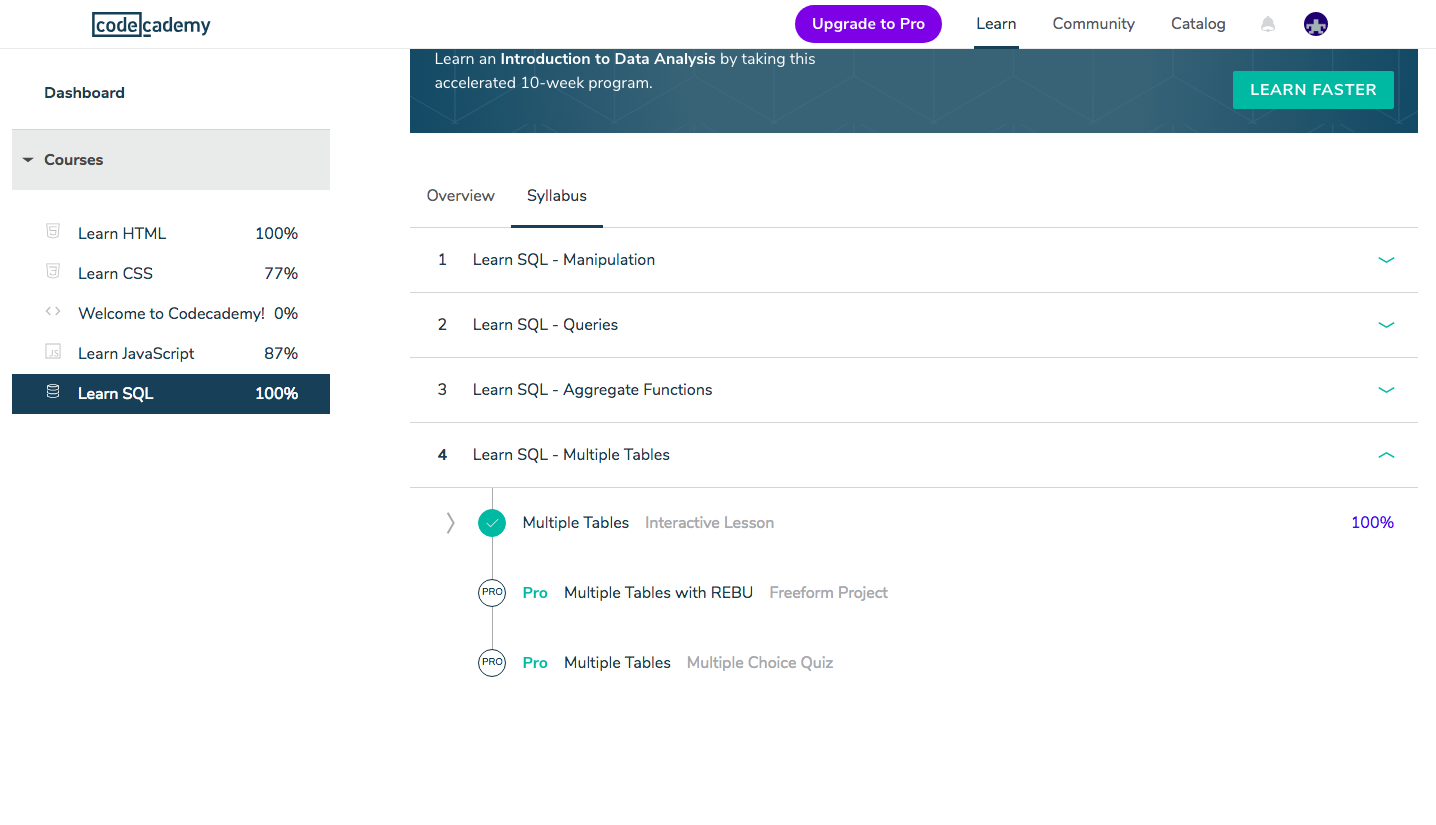 codecademy
Upgrade to Pro
Learn
Community
Catalog
Learn an Introduction to Data Analysis by taking this
accelerated 10-week program.
LEARN FASTER
Dashboard
Courses
Learn HTML 100%
Learn CSS 77%
Welcome to Codecademy! 0%
JS Learn JavaScript 87%
Learn SQL 100%
Overview
Syllabus
1 Learn SQL - Manipulation
2 Learn SQL - Queries
3 Learn SQL - Aggregate Functions
4 Learn SQL - Multiple Tables
Multiple Tables Interactive Lesson 100%
PRO Pro Multiple Tables with REBU Freeform Project
PRO Pro Multiple Tables Multiple Choice Quiz